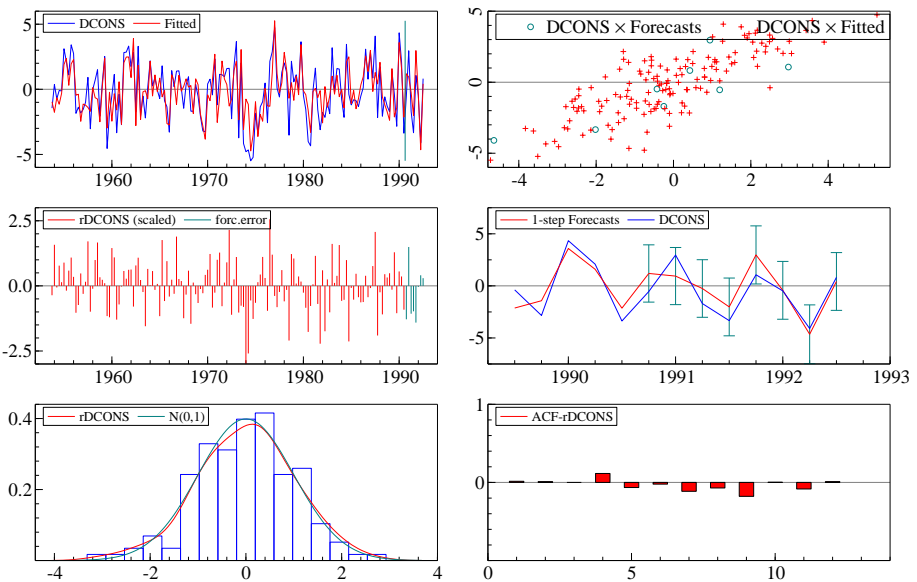 DCONS Fitted
5
0
-5
1960 1970 1980 1990
DCONS × Forecasts DCONS × Fitted
5
0
-5
-4 -2 0 2 4
rDCONS (scaled) forc.error
2.5
0.0
-2.5
1960 1970 1980 1990
1-step Forecasts DCONS
5
0
-5
1990 1991 1992 1993
rDCONS N(0,1)
0.4
0.2
-4 -2 0 2 4
ACF-rDCONS
1
0
0 5 10